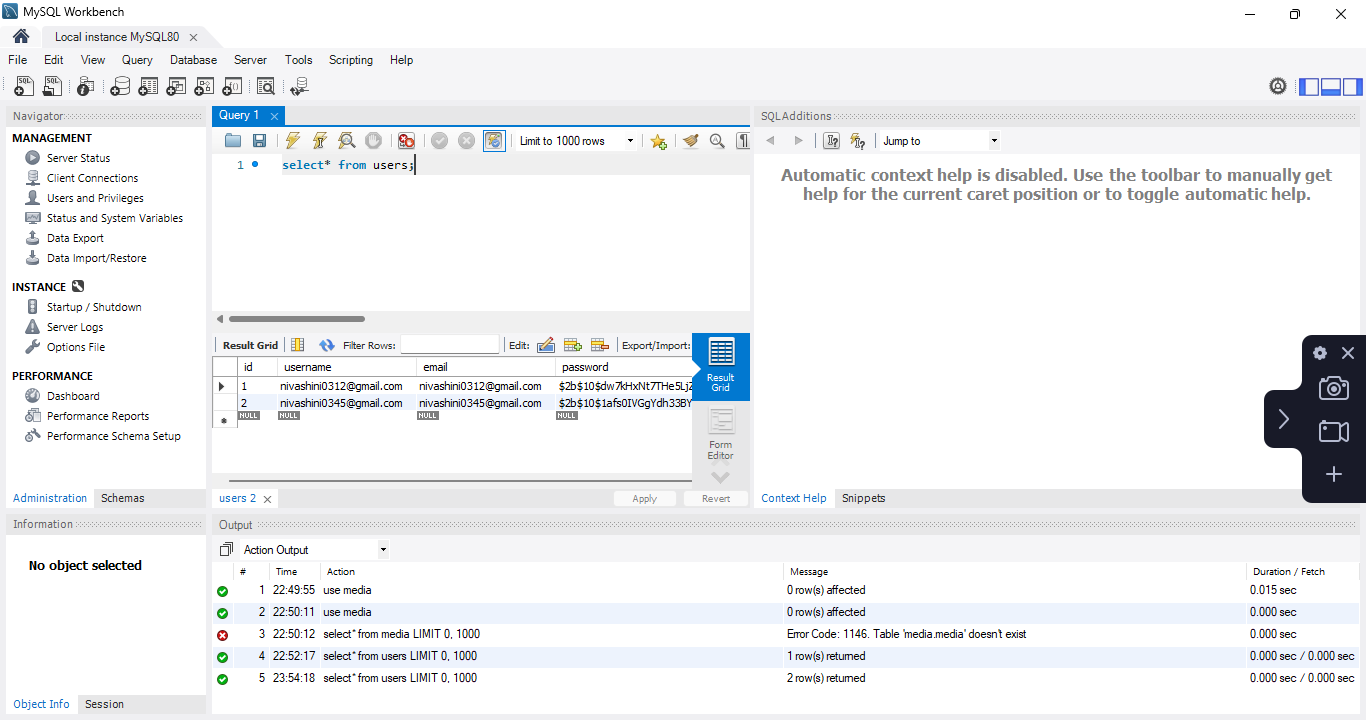 MySQL Workbench
Local instance MySQL80
File Edit View Query Database Server Tools Scripting Help
Navigator
MANAGEMENT
Server Status
Client Connections
Users and Privileges
Status and System Variables
Data Export
Data Import/Restore
INSTANCE
Startup / Shutdown
Server Logs
Options File
PERFORMANCE
Dashboard
Performance Reports
Performance Schema Setup
Administration Schemas
Information
No object selected
Object Info Session
Query 1
Limit to 1000 rows
1 select* from users;
Result Grid Filter Rows: Edit: Export/Import:
id username email password
1 nivashini0312@gmail.com nivashini0312@gmail.com $2b$10$dw7kHxNt7THe5LjZ
2 nivashini0345@gmail.com nivashini0345@gmail.com $2b$10$1afs0IVGgYdh33BY
NULL NULL NULL NULL
Result
Grid
Form
Editor
users 2 Apply Revert
SQLAdditions
Jump to
Automatic context help is disabled. Use the toolbar to manually get
help for the current caret position or to toggle automatic help.
Context Help Snippets
Output
Action Output
# Time Action Message Duration / Fetch
1 22:49:55 use media 0 row(s) affected 0.015 sec
2 22:50:11 use media 0 row(s) affected 0.000 sec
3 22:50:12 select* from media LIMIT 0, 1000 Error Code: 1146. Table 'media.media' doesn't exist 0.000 sec
4 22:52:17 select* from users LIMIT 0, 1000 1 row(s) returned 0.000 sec / 0.000 sec
5 23:54:18 select* from users LIMIT 0, 1000 2 row(s) returned 0.000 sec / 0.000 sec